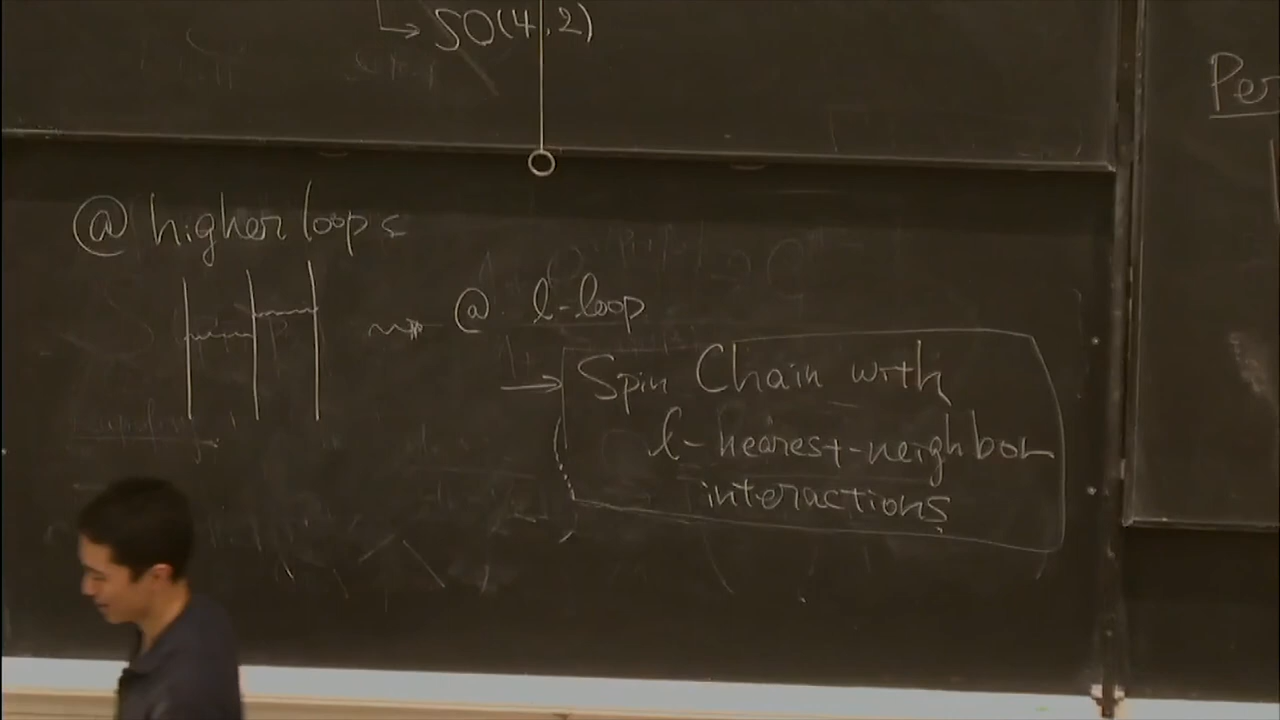 ↳ SO(4,2)
Per
@ higher loops
@ l-loop
→ Spin Chain with
l-nearest-neighbor
interactions